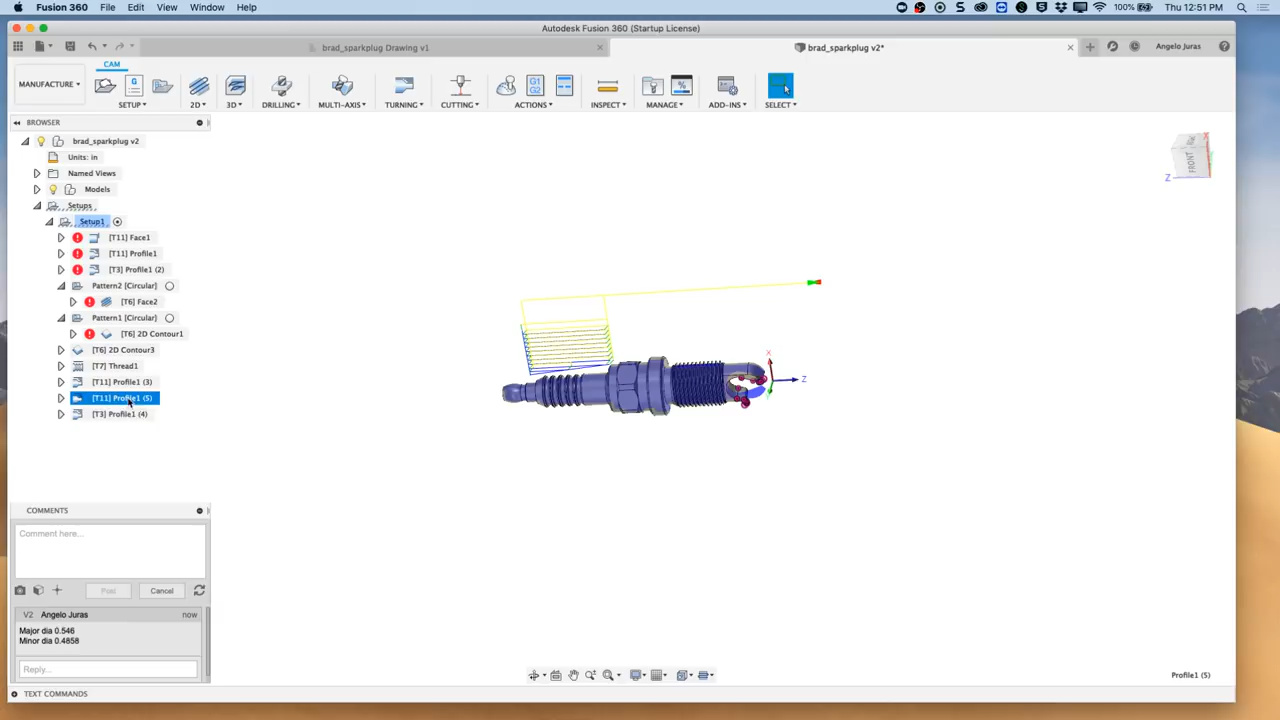 Fusion 360 File Edit View Window Help 100% Thu 12:51 PM
Autodesk Fusion 360 (Startup License)
brad_sparkplug Drawing v1 brad_sparkplug v2* Angelo Juras
CAM
MANUFACTURE
SETUP 2D 3D DRILLING MULTI-AXIS TURNING CUTTING ACTIONS INSPECT MANAGE ADD-INS SELECT
G1
G2
BROWSER
brad_sparkplug v2
Units: in
Named Views
Models
Setups
Setup1
[T11] Face1
[T11] Profile1
[T3] Profile1 (2)
Pattern2 [Circular]
[T6] Face2
Pattern1 [Circular]
[T6] 2D Contour1
[T6] 2D Contour3
[T7] Thread1
[T11] Profile1 (3)
[T11] Profile1 (5)
[T3] Profile1 (4)
FRONT
Z
X
Z
COMMENTS
Comment here...
Post Cancel
V2 Angelo Juras now
Major dia 0.546
Minor dia 0.4858
Reply...
Profile1 (5)
TEXT COMMANDS